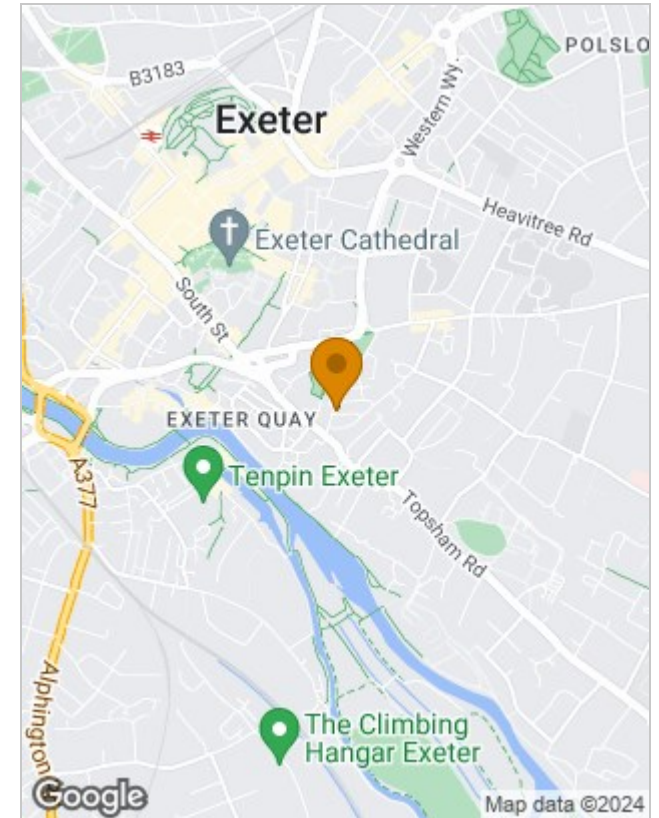 POLSLO
B3183
Exeter
Western Wy.
Heavitree Rd
Exeter Cathedral
South St
EXETER QUAY
A377
Tenpin Exeter
Topsham Rd
Alphington
The Climbing
Hangar Exeter
Google
Map data ©2024